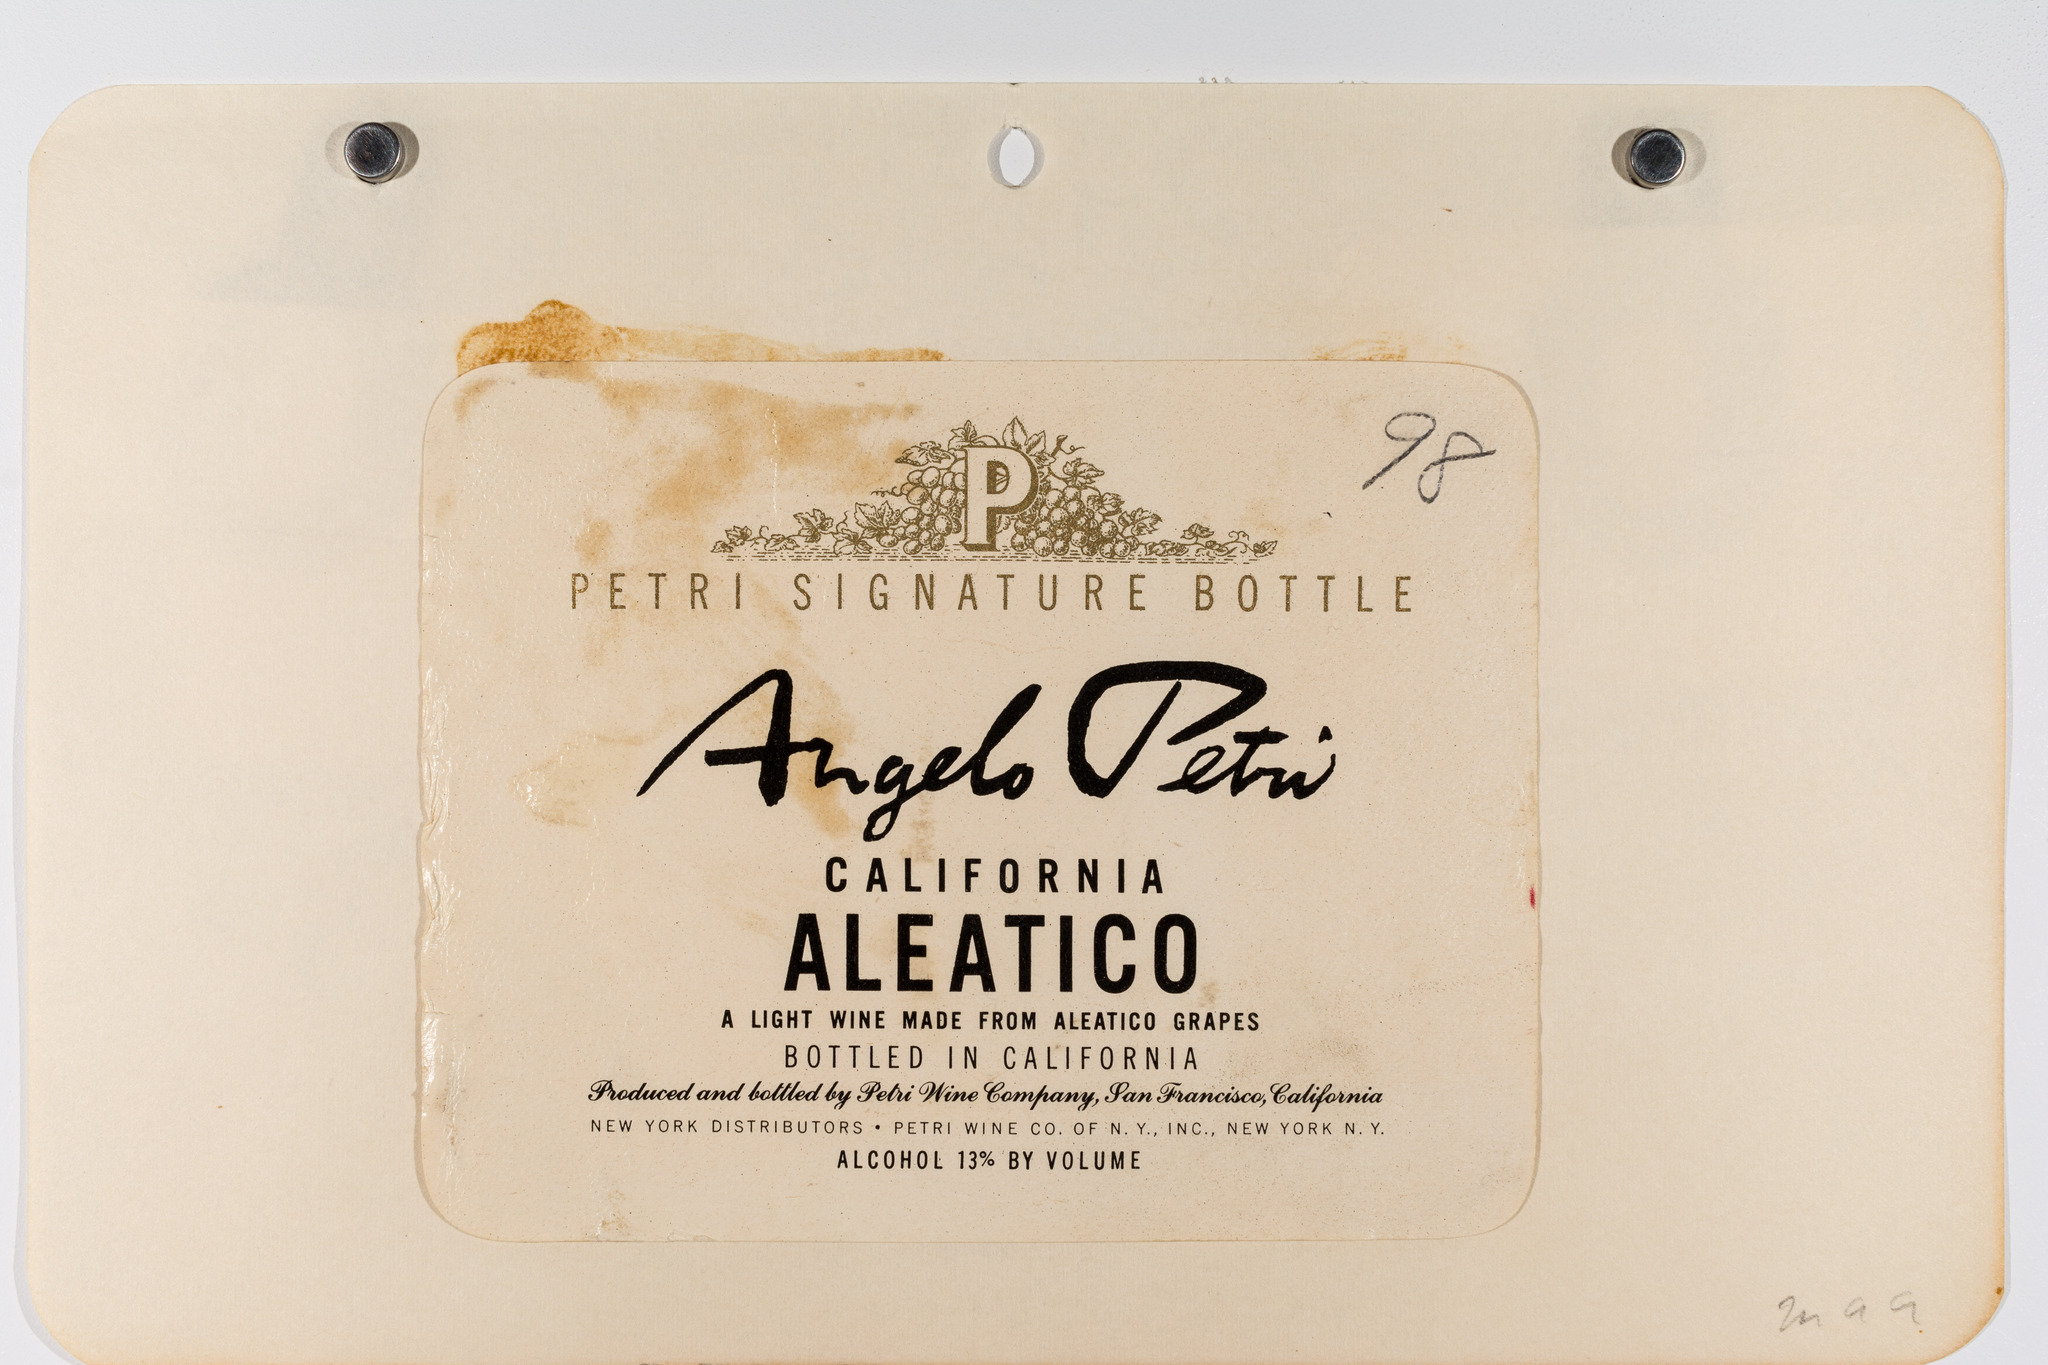 98
P
PETRI SIGNATURE BOTTLE
Angelo Petri
CALIFORNIA
ALEATICO
A LIGHT WINE MADE FROM ALEATICO GRAPES
BOTTLED IN CALIFORNIA
Produced and bottled by Petri Wine Company, San Francisco, California
NEW YORK DISTRIBUTORS • PETRI WINE CO. OF N.Y., INC., NEW YORK N.Y.
ALCOHOL 13% BY VOLUME